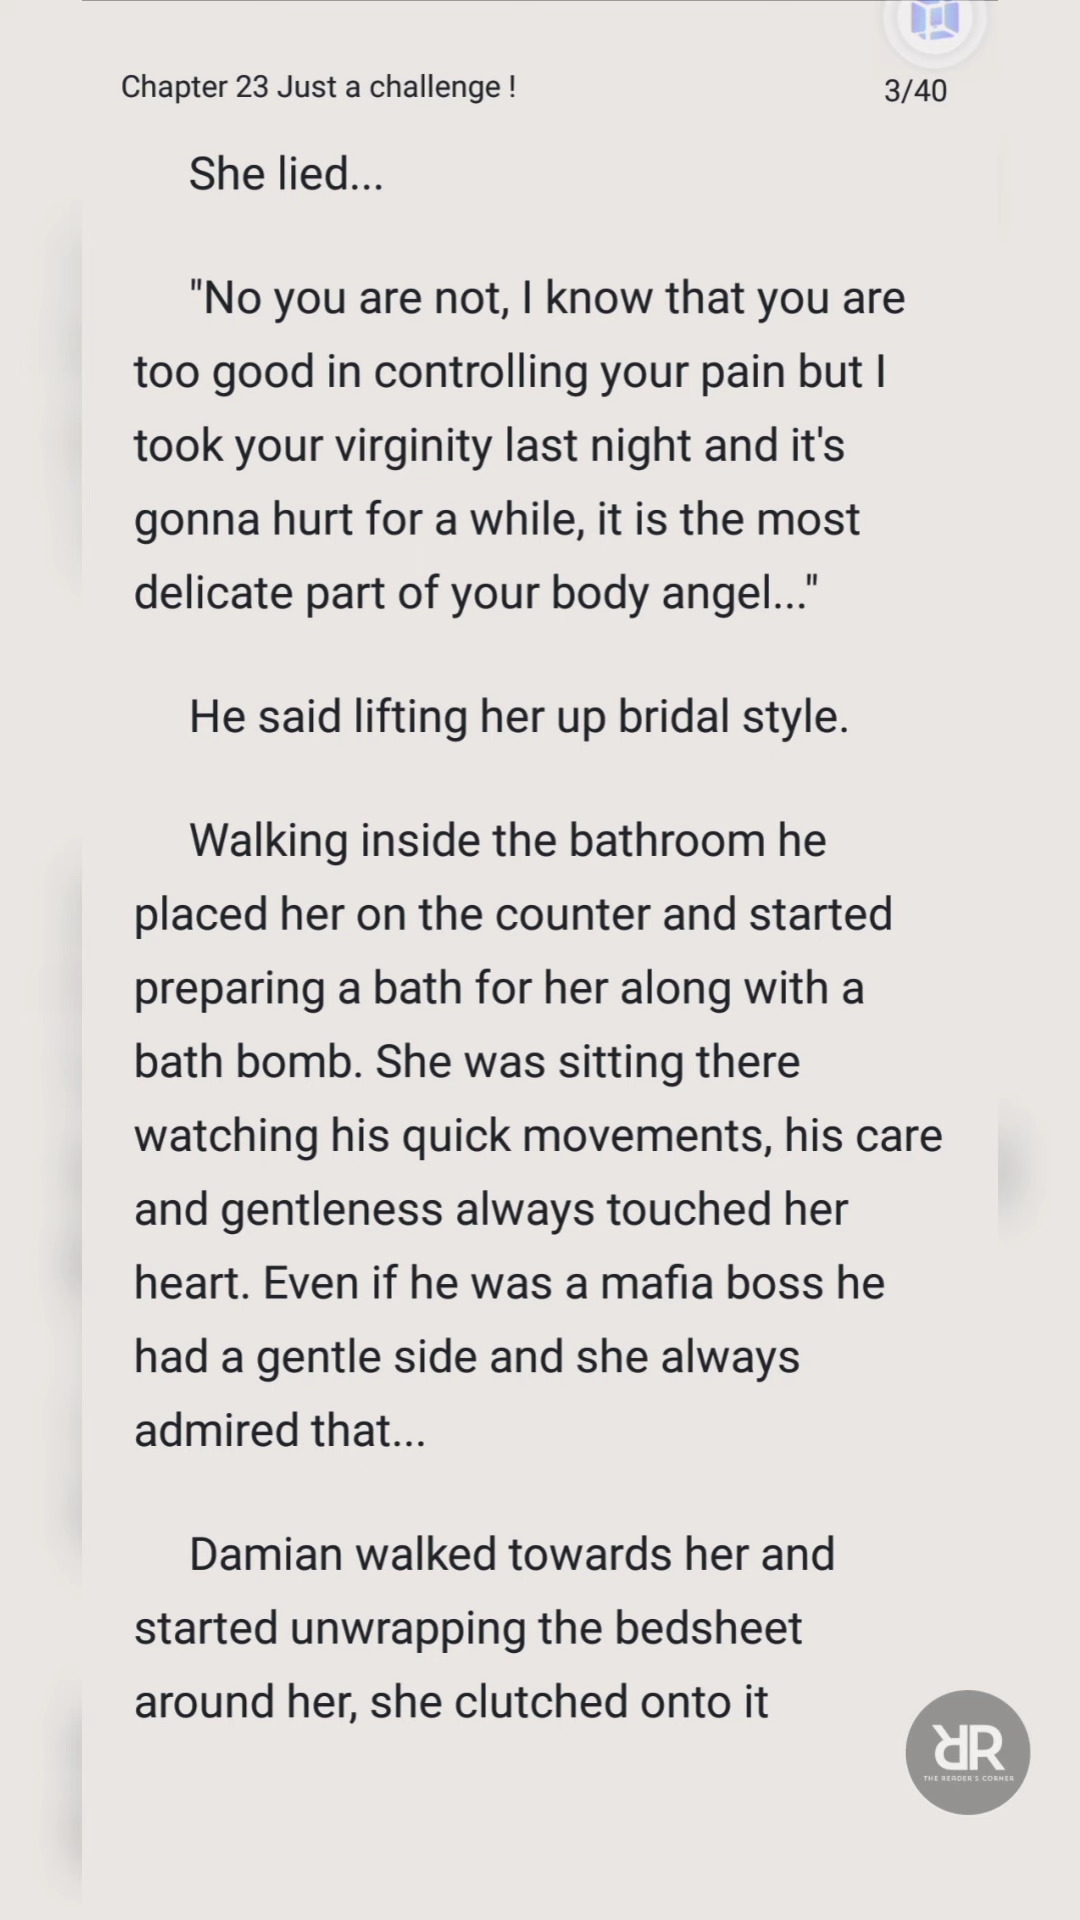 Chapter 23 Just a challenge !
3/40
She lied...
"No you are not, I know that you are
too good in controlling your pain but I
took your virginity last night and it's
gonna hurt for a while, it is the most
delicate part of your body angel..."
He said lifting her up bridal style.
Walking inside the bathroom he
placed her on the counter and started
preparing a bath for her along with a
bath bomb. She was sitting there
watching his quick movements, his care
and gentleness always touched her
heart. Even if he was a mafia boss he
had a gentle side and she always
admired that...
Damian walked towards her and
started unwrapping the bedsheet
around her, she clutched onto it
RR
THE READER'S CORNER